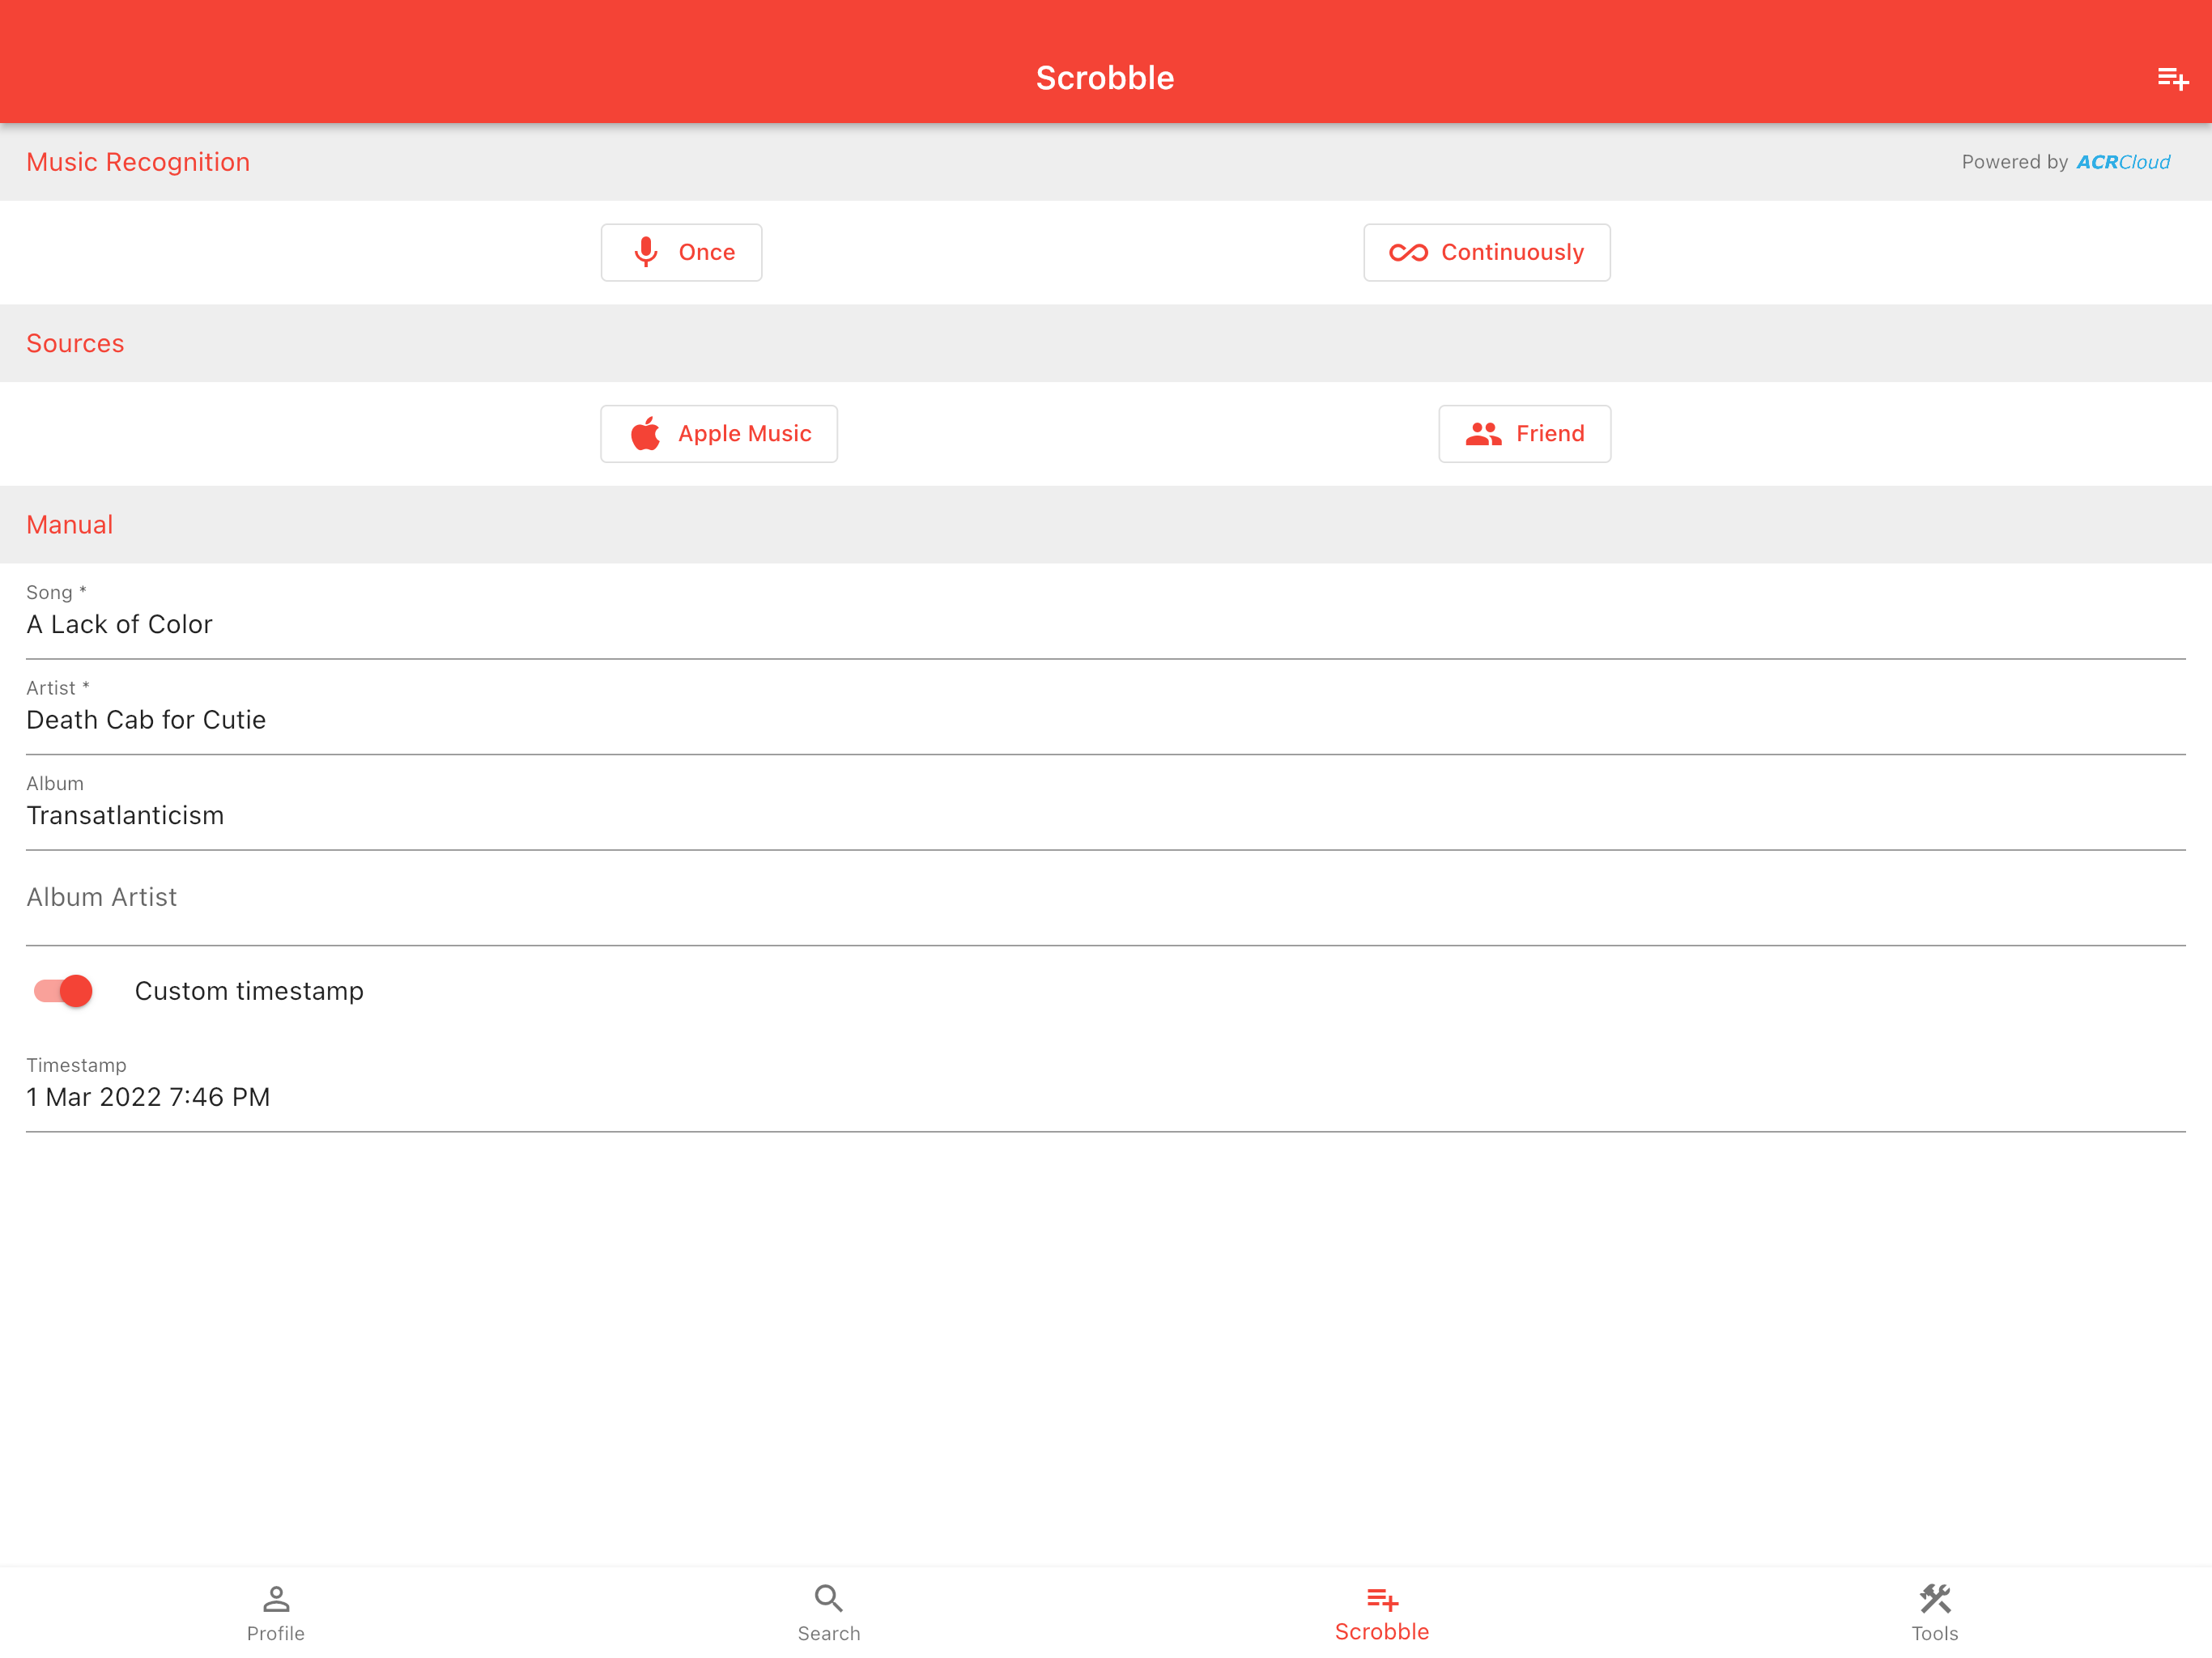 Scrobble
Music Recognition
Powered by ACRCloud
Once
Continuously
Sources
Apple Music
Friend
Manual
Song *
A Lack of Color
Artist *
Death Cab for Cutie
Album
Transatlanticism
Album Artist
Custom timestamp
Timestamp
1 Mar 2022 7:46 PM
Profile
Search
Scrobble
Tools